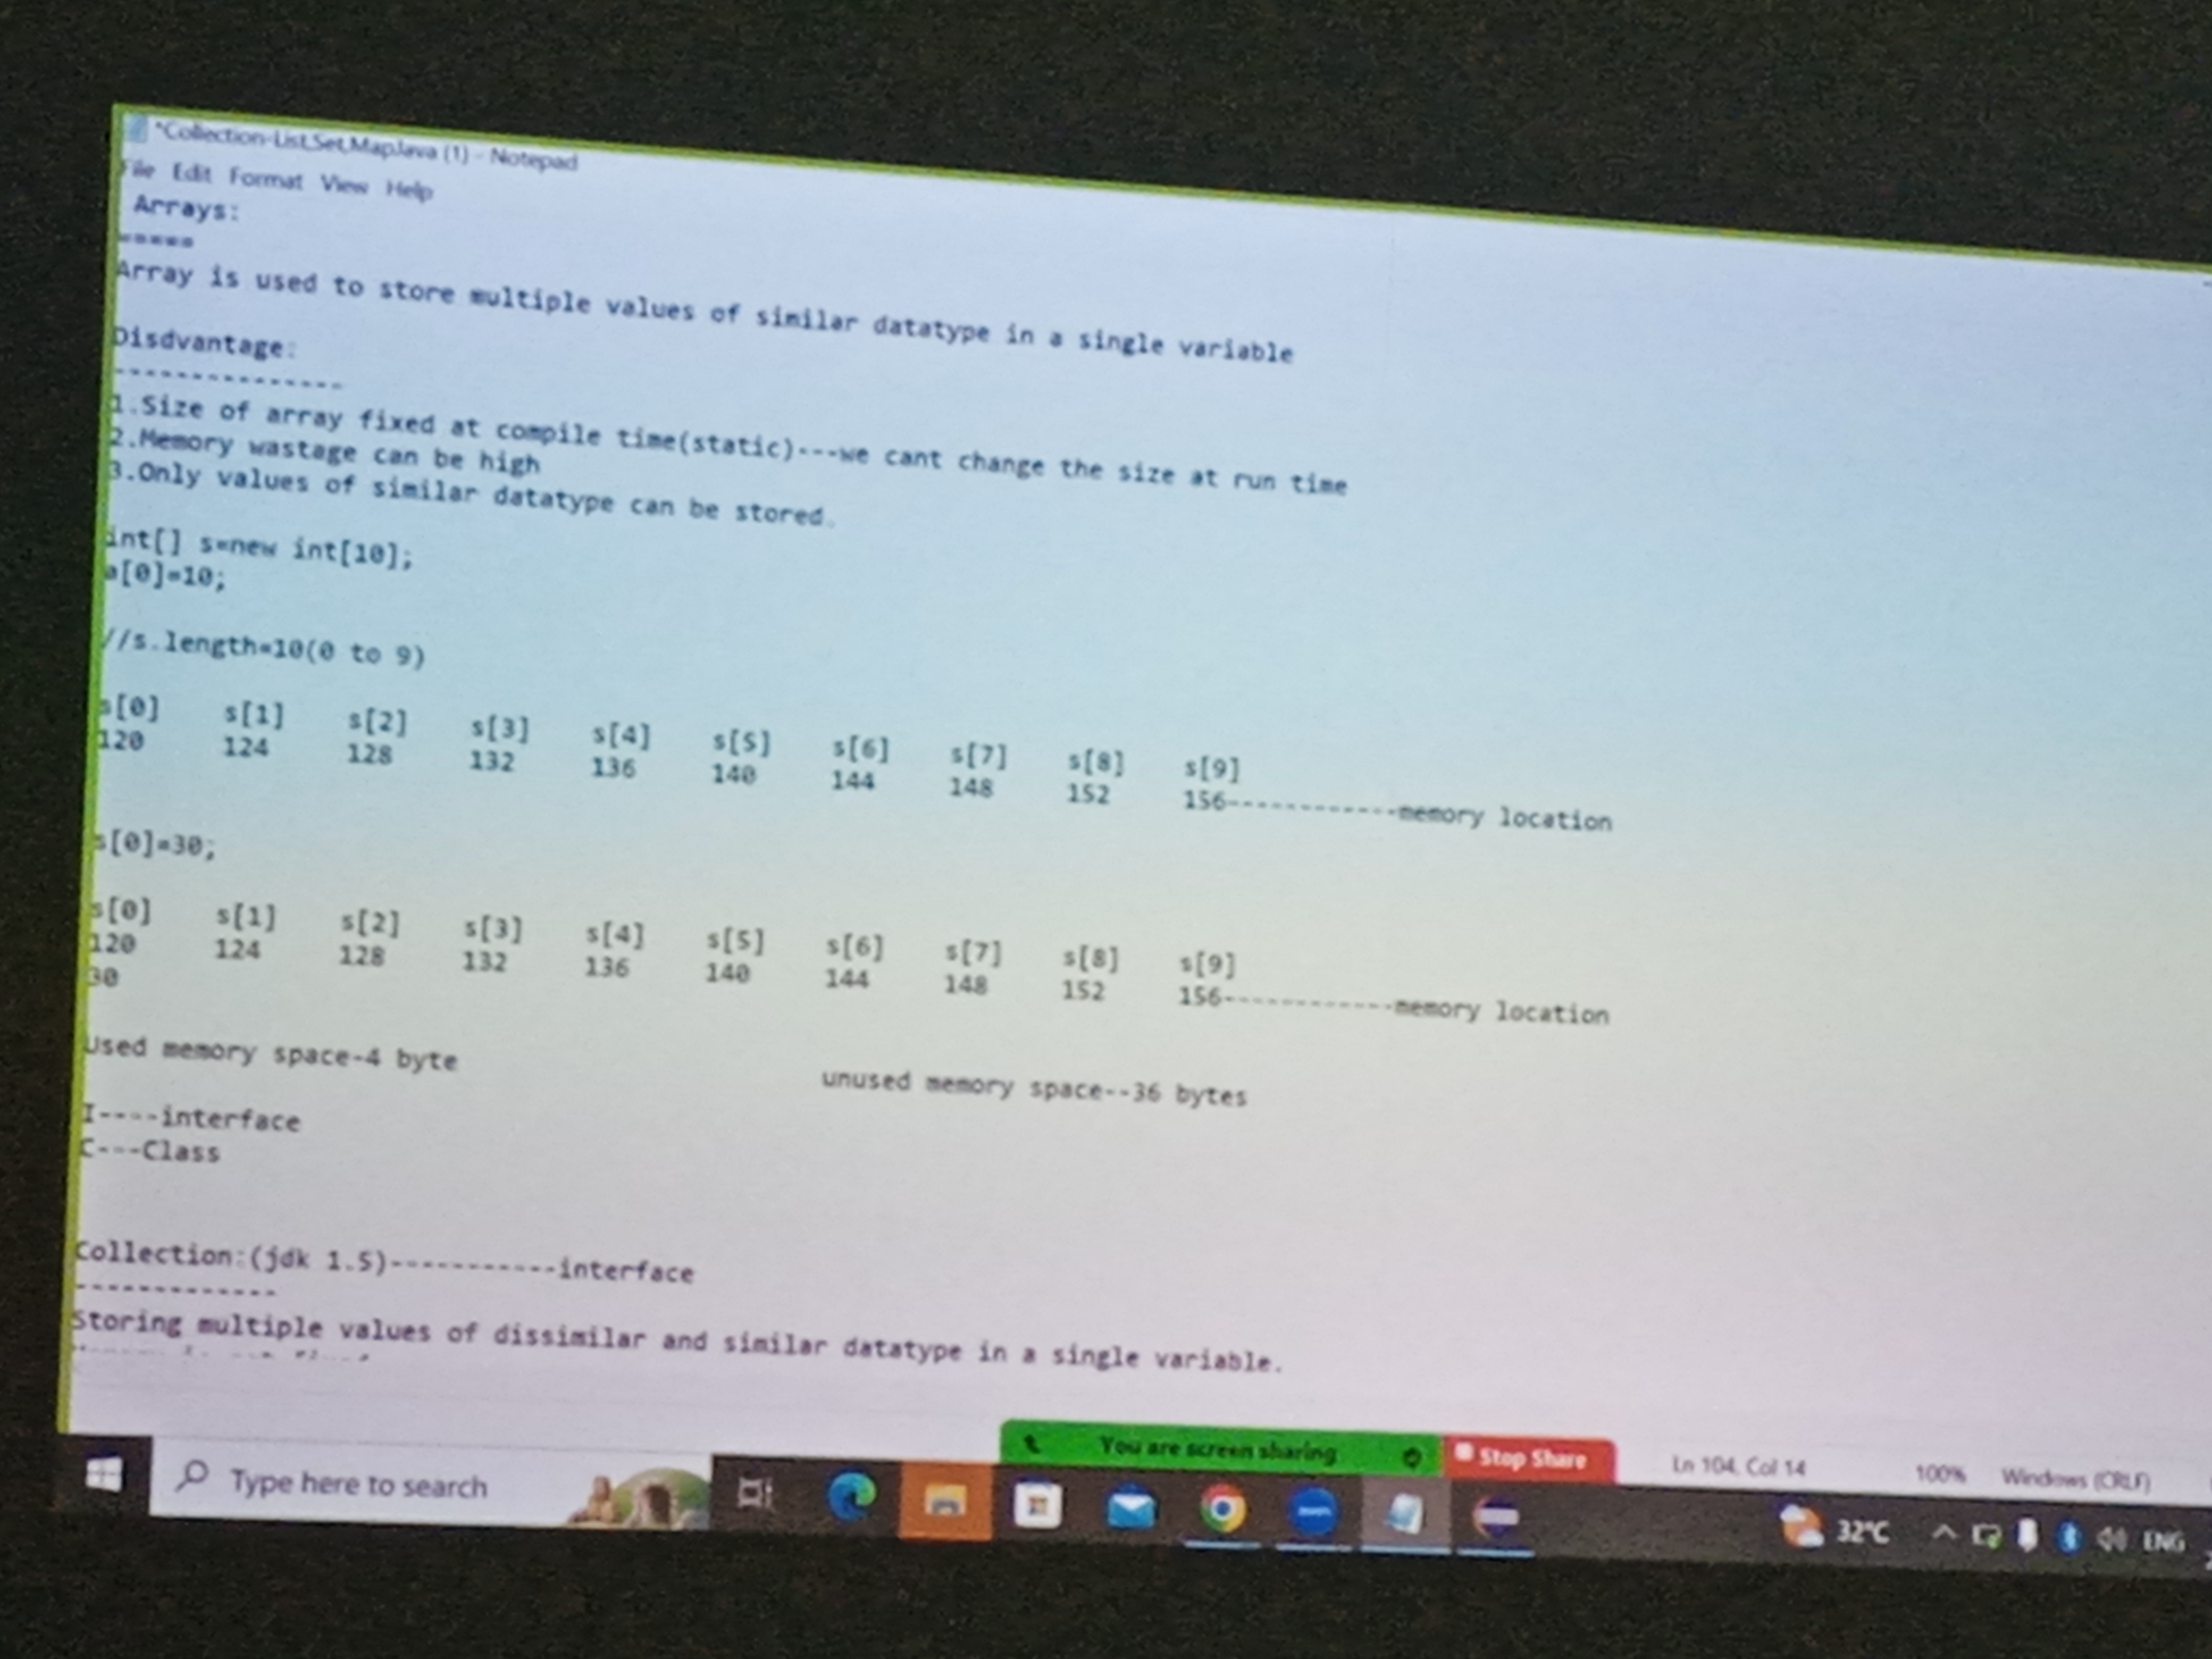 *Collection-List,Set,MapJava (1) - Notepad
File Edit Format View Help
Arrays:
=====
Array is used to store multiple values of similar datatype in a single variable
Disdvantage:
---------------
1.Size of array fixed at compile time(static)---we cant change the size at run time
2.Memory wastage can be high
3.Only values of similar datatype can be stored.
int[] s=new int[10];
[0]=10;
//s.length=10(0 to 9)
s[0] s[1] s[2] s[3] s[4] s[5] s[6] s[7] s[8] s[9]
120 124 128 132 136 140 144 148 152 156------------memory location
s[0]=30;
s[0] s[1] s[2] s[3] s[4] s[5] s[6] s[7] s[8] s[9]
120 124 128 132 136 140 144 148 152 156------------memory location
30
Used memory space-4 byte unused memory space--36 bytes
I----interface
C---Class
Collection:(jdk 1.5)-----------interface
-------------
Storing multiple values of dissimilar and similar datatype in a single variable.
You are screen sharing Stop Share
Ln 104, Col 14 100% Windows (CRLF)
Type here to search
32°C ENG